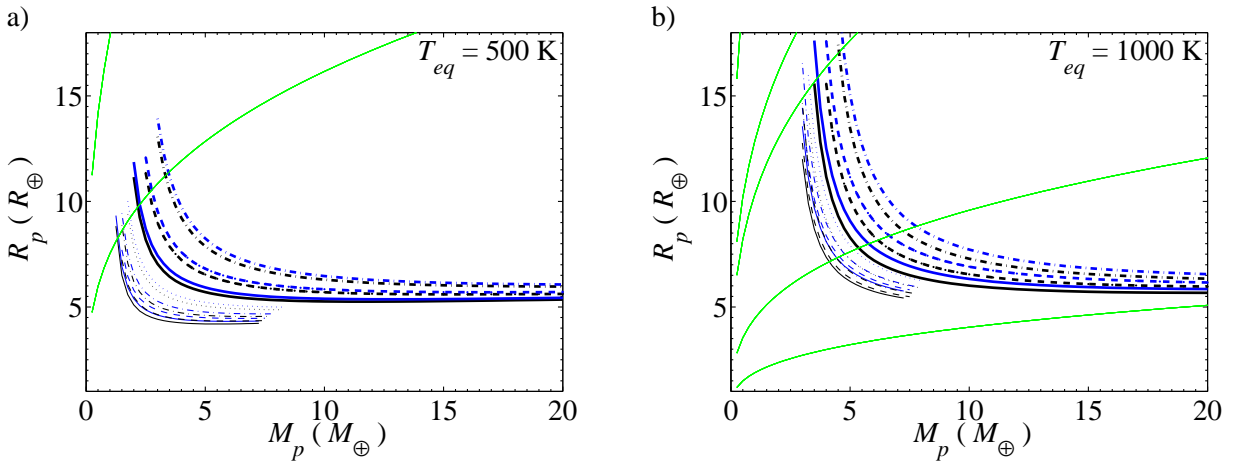 a)
T_eq = 500 K
15
10
5
0 5 10 15 20
R_p ( R_⊕ )
M_p ( M_⊕ )
b)
T_eq = 1000 K
15
10
5
0 5 10 15 20
R_p ( R_⊕ )
M_p ( M_⊕ )